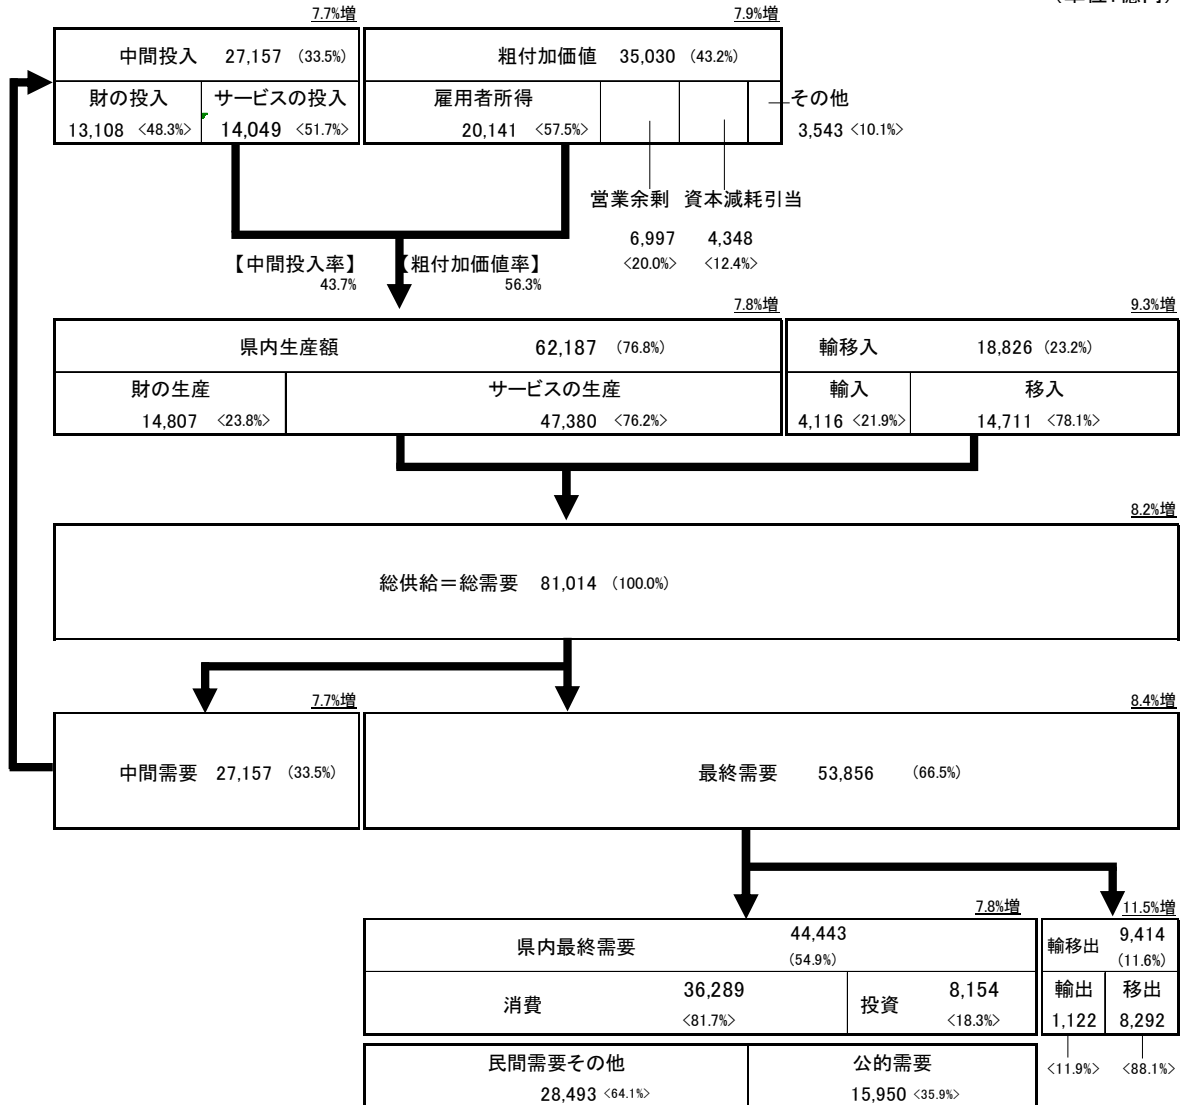 （単位：億円）
7.7%増
7.9%増
中間投入 27,157 (33.5%)
粗付加価値 35,030 (43.2%)
財の投入
サービスの投入
雇用者所得
その他
13,108 <48.3%>
14,049 <51.7%>
20,141 <57.5%>
3,543 <10.1%>
営業余剰 資本減耗引当
6,997 4,348
<20.0%> <12.4%>
【中間投入率】 【粗付加価値率】
43.7% 56.3%
7.8%増
9.3%増
県内生産額 62,187 (76.8%)
輸移入 18,826 (23.2%)
財の生産
サービスの生産
輸入
移入
14,807 <23.8%>
47,380 <76.2%>
4,116 <21.9%>
14,711 <78.1%>
8.2%増
総供給＝総需要 81,014 (100.0%)
7.7%増
8.4%増
中間需要 27,157 (33.5%)
最終需要 53,856 (66.5%)
7.8%増
11.5%増
県内最終需要 44,443
(54.9%)
輸移出 9,414
(11.6%)
消費 36,289
<81.7%>
投資 8,154
<18.3%>
輸出 移出
1,122 8,292
<11.9%> <88.1%>
民間需要その他
公的需要
28,493 <64.1%>
15,950 <35.9%>